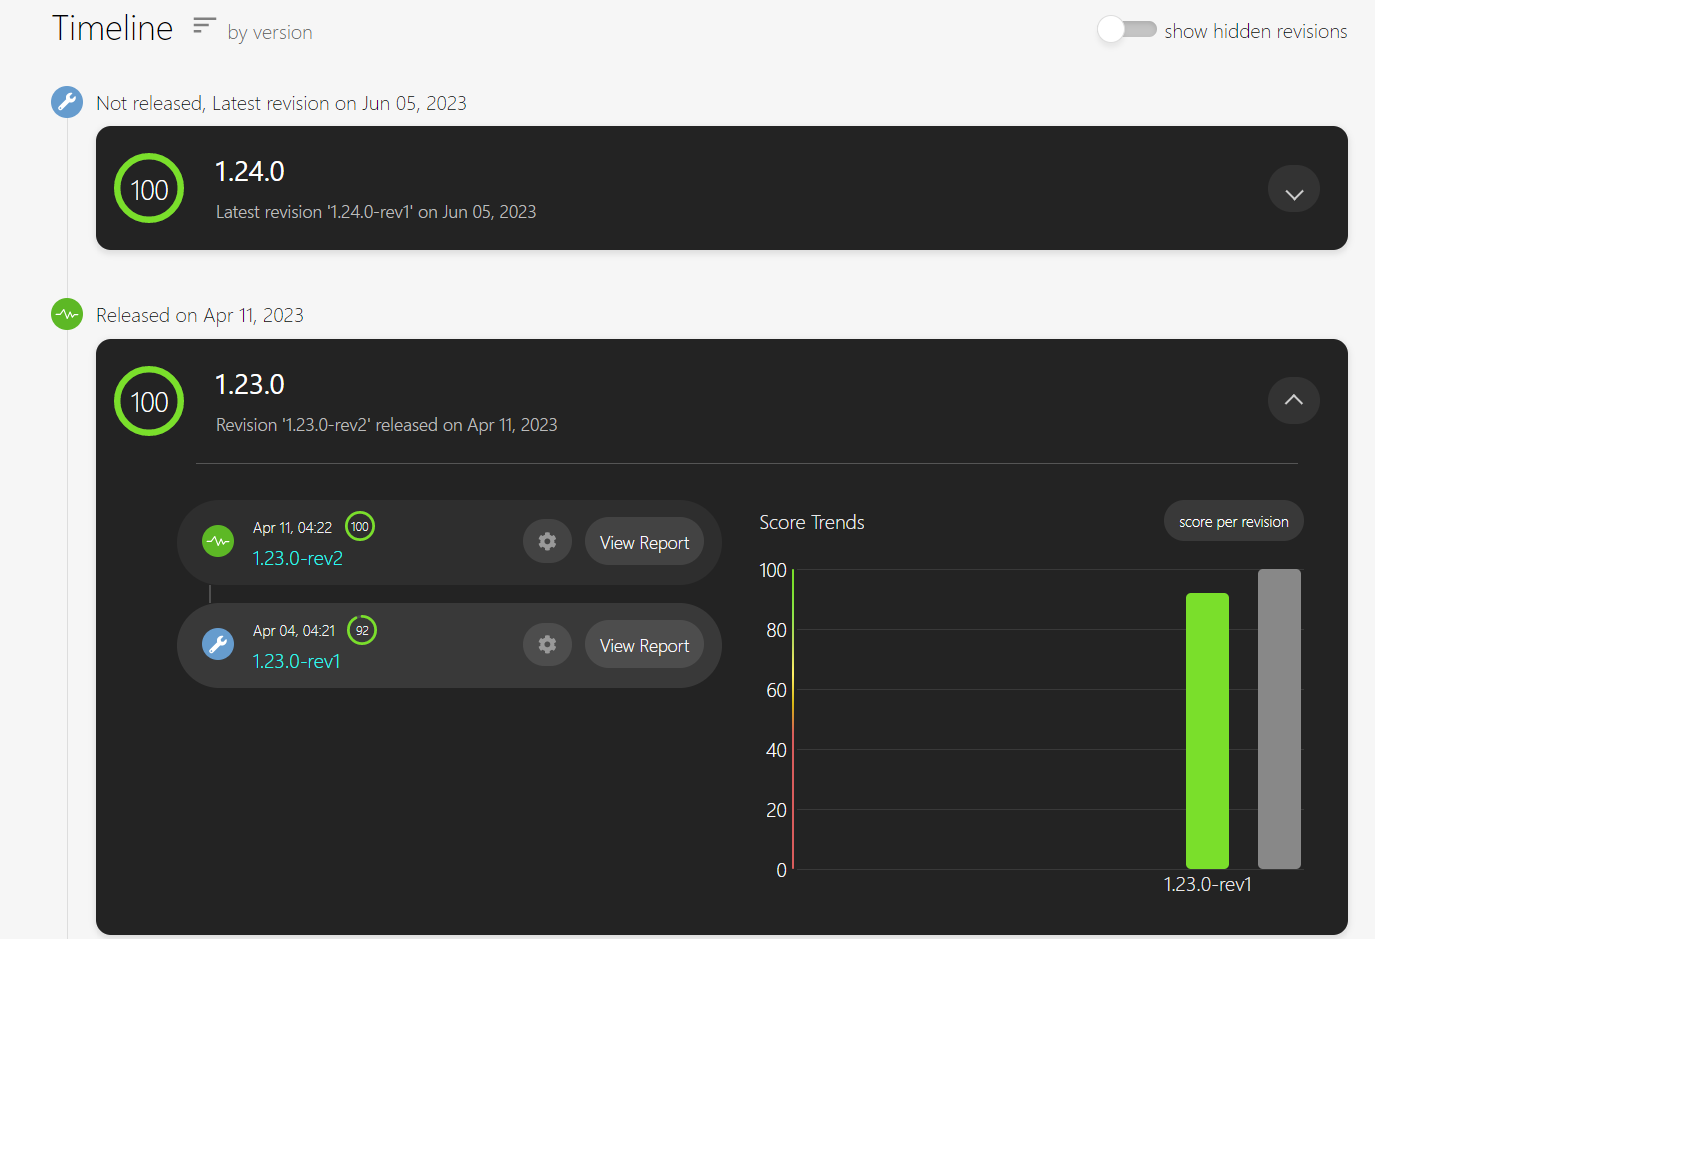 Timeline
by version
show hidden revisions
Not released, Latest revision on Jun 05, 2023
100
1.24.0
Latest revision '1.24.0-rev1' on Jun 05, 2023
Released on Apr 11, 2023
100
1.23.0
Revision '1.23.0-rev2' released on Apr 11, 2023
Apr 11, 04:22
100
1.23.0-rev2
View Report
Apr 04, 04:21
92
1.23.0-rev1
View Report
Score Trends
score per revision
100
80
60
40
20
0
1.23.0-rev1